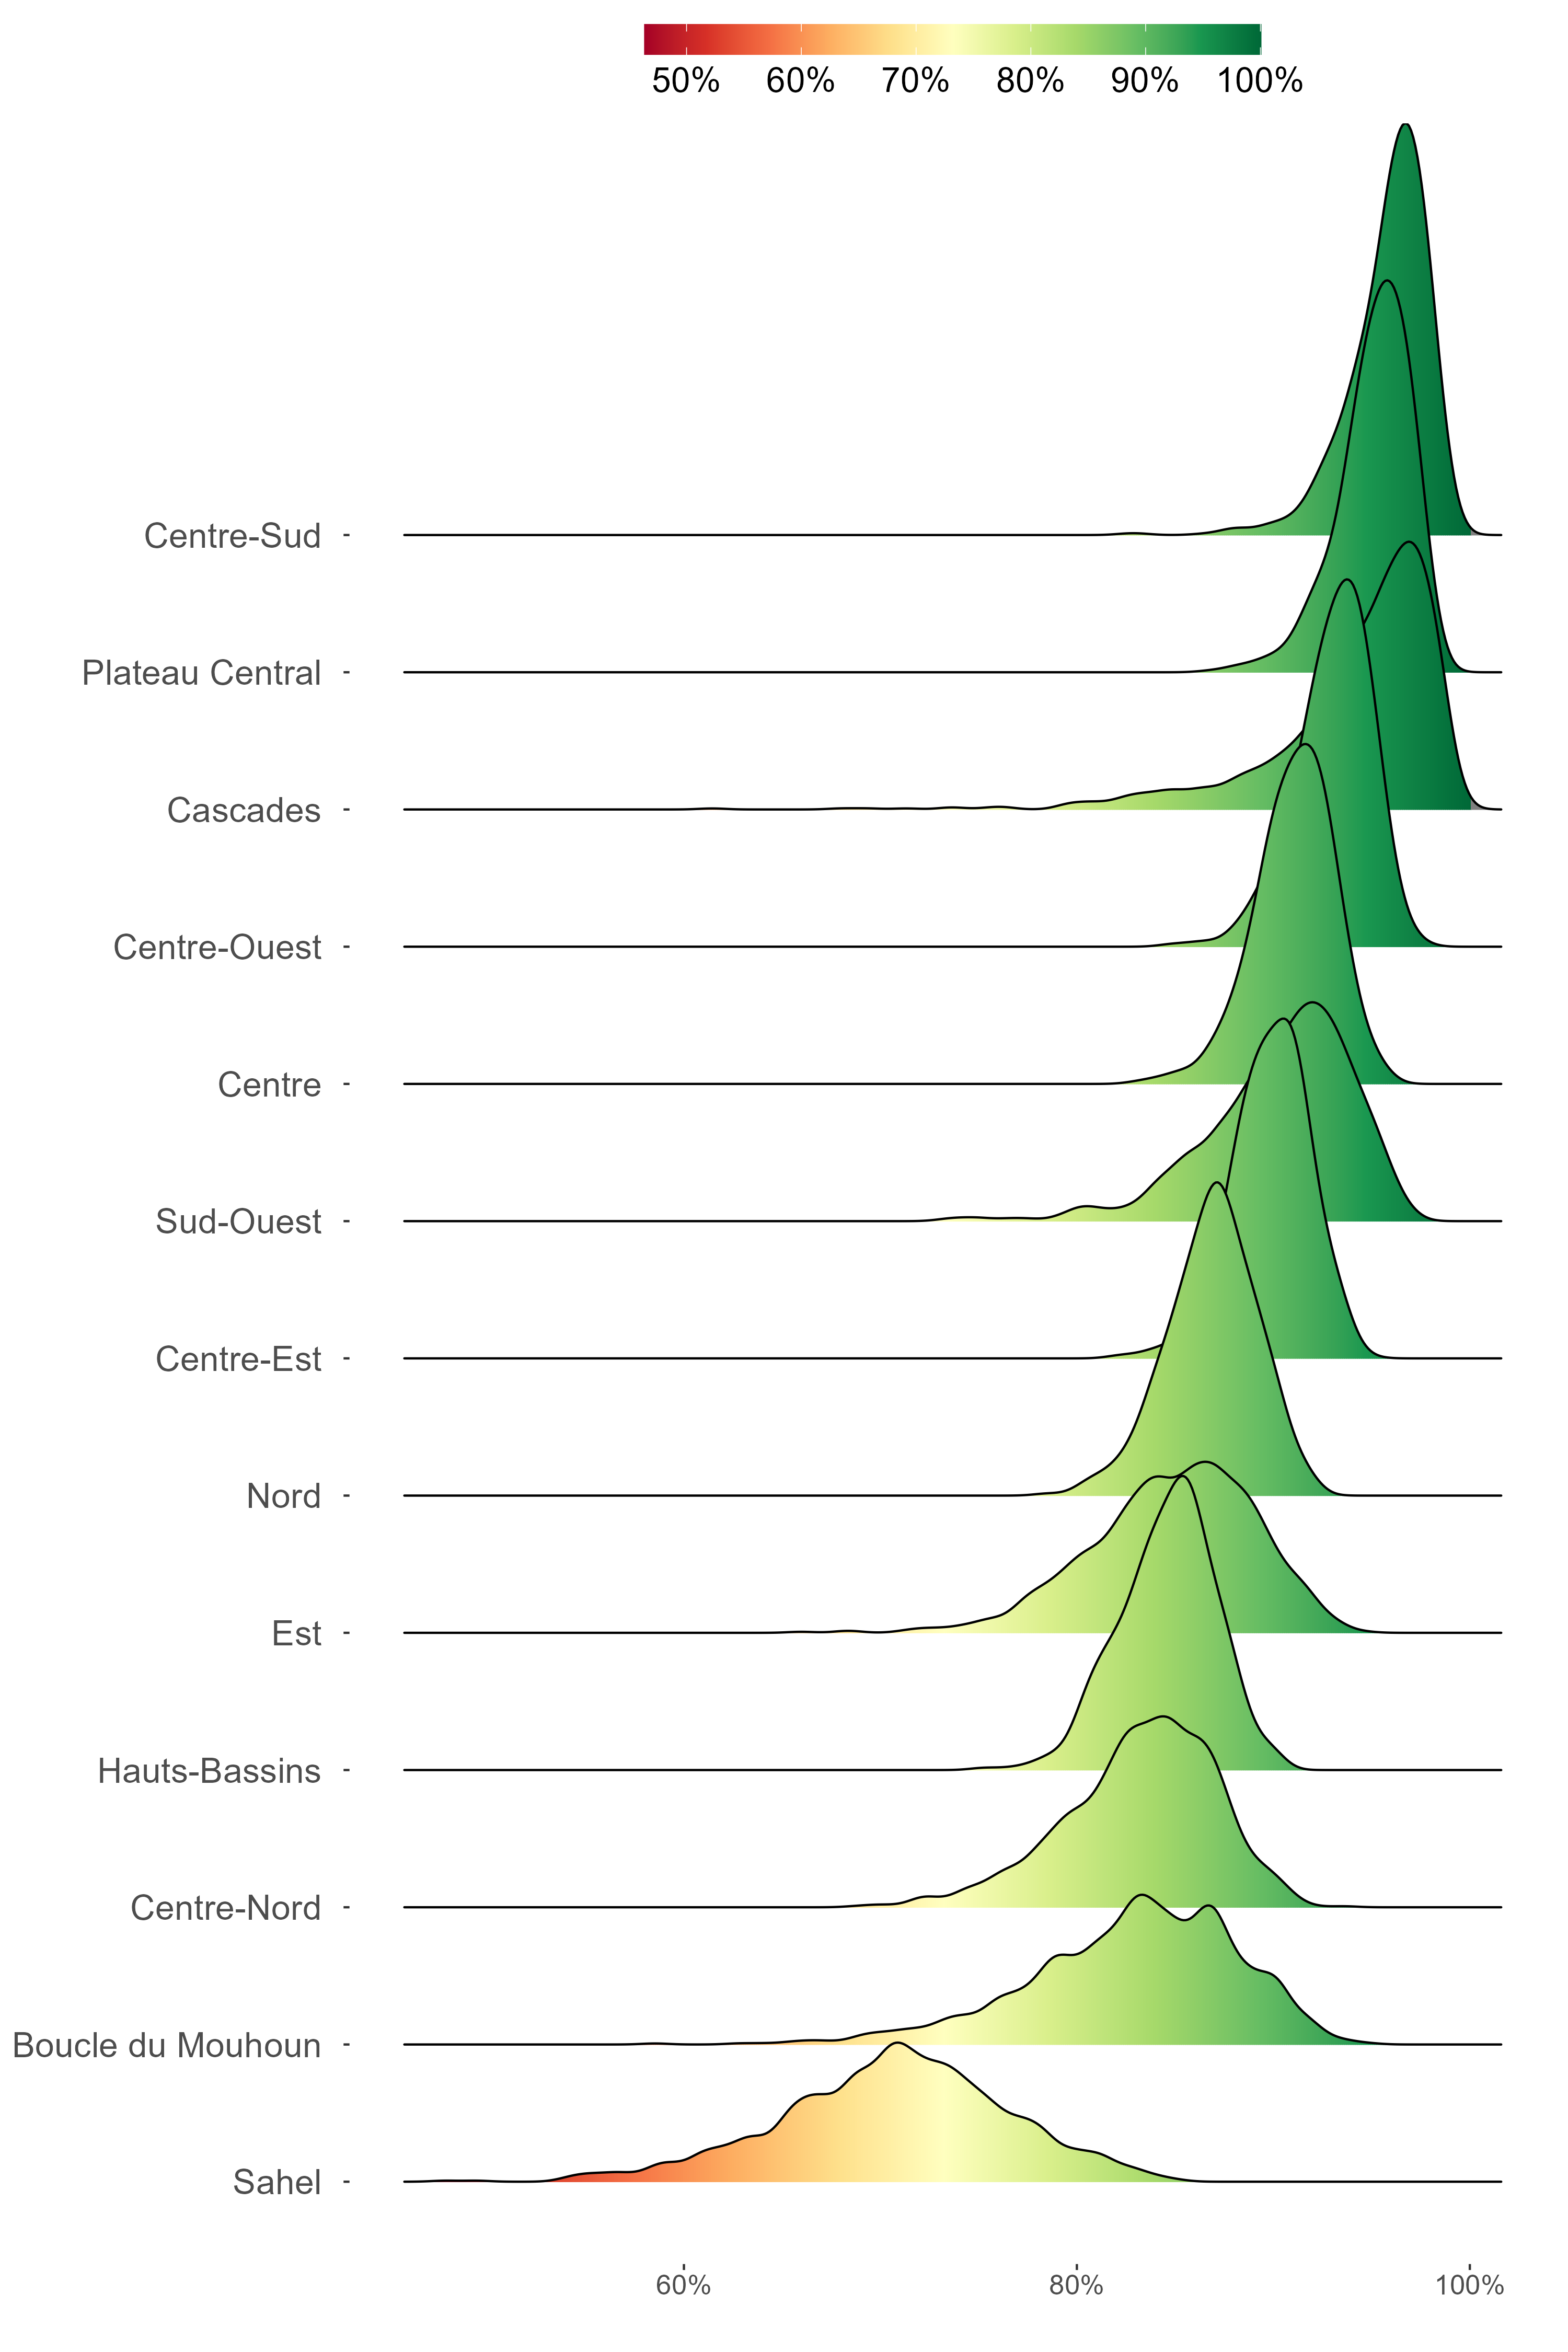 50% 60% 70% 80% 90% 100%
Centre-Sud
Plateau Central
Cascades
Centre-Ouest
Centre
Sud-Ouest
Centre-Est
Nord
Est
Hauts-Bassins
Centre-Nord
Boucle du Mouhoun
Sahel
60% 80% 100%